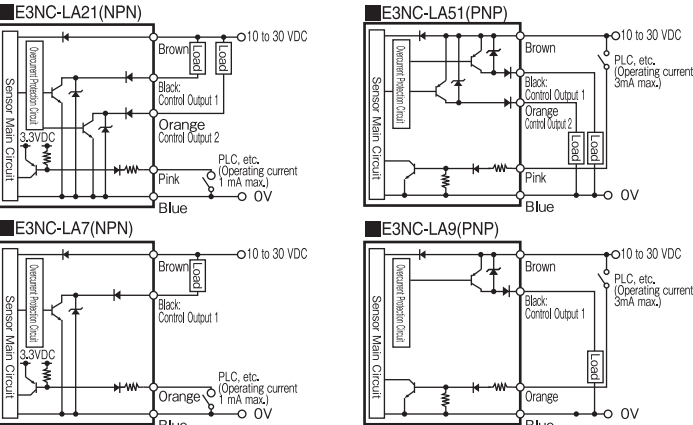 E3NC-LA21(NPN)
Sensor Main Circuit
Overcurrent Protection Circuit
3.3VDC
Brown
Load
Load
10 to 30 VDC
Black:
Control Output 1
Orange
Control Output 2
Pink
PLC, etc.
(Operating current
1 mA max.)
0V
Blue
E3NC-LA51(PNP)
Sensor Main Circuit
Overcurrent Protection Circuit
Brown
10 to 30 VDC
PLC, etc.
(Operating current
3mA max.)
Black:
Control Output 1
Orange
Control Output 2
Load
Load
Pink
0V
Blue
E3NC-LA7(NPN)
Sensor Main Circuit
Overcurrent Protection Circuit
3.3VDC
Brown
Load
10 to 30 VDC
Black:
Control Output 1
Orange
PLC, etc.
(Operating current
1 mA max.)
0V
Blue
E3NC-LA9(PNP)
Sensor Main Circuit
Overcurrent Protection Circuit
Brown
10 to 30 VDC
PLC, etc.
(Operating current
3mA max.)
Black:
Control Output 1
Load
Orange
0V
Blue